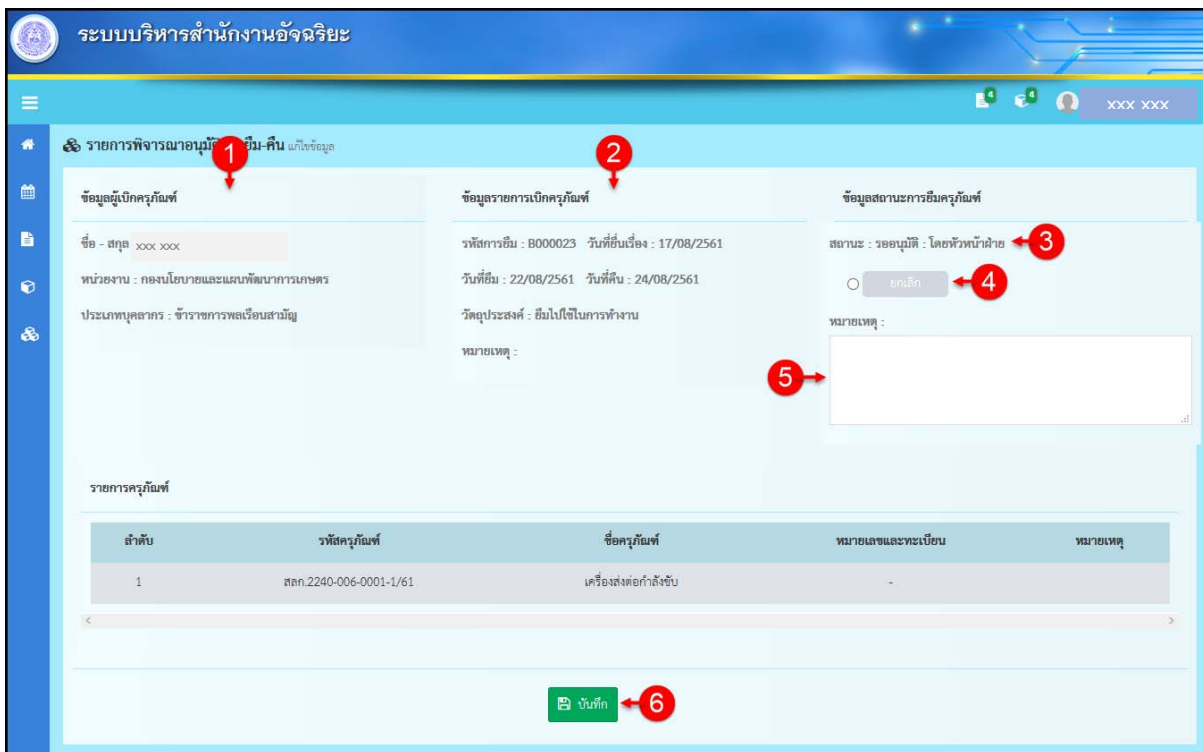 ระบบบริหารสำนักงานอัจฉริยะ
4 4 xxx xxx
รายการพิจารณาอนุมัติ ยืม-คืน แก้ไขข้อมูล
1 2
ข้อมูลผู้เบิกครุภัณฑ์ ข้อมูลรายการเบิกครุภัณฑ์ ข้อมูลสถานะการยืมครุภัณฑ์
ชื่อ - สกุล xxx xxx รหัสการยืม : B000023 วันที่ยื่นเรื่อง : 17/08/2561 สถานะ : รออนุมัติ : โดยหัวหน้าฝ่าย 3
หน่วยงาน : กองนโยบายและแผนพัฒนาการเกษตร วันที่ยืม : 22/08/2561 วันที่คืน : 24/08/2561 ยกเลิก 4
ประเภทบุคลากร : ข้าราชการพลเรือนสามัญ วัตถุประสงค์ : ยืมไปใช้ในการทำงาน หมายเหตุ :
หมายเหตุ :
5
รายการครุภัณฑ์
ลำดับ รหัสครุภัณฑ์ ชื่อครุภัณฑ์ หมายเลขและทะเบียน หมายเหตุ
1 สลก.2240-006-0001-1/61 เครื่องส่งต่อกำลังขับ -
บันทึก 6